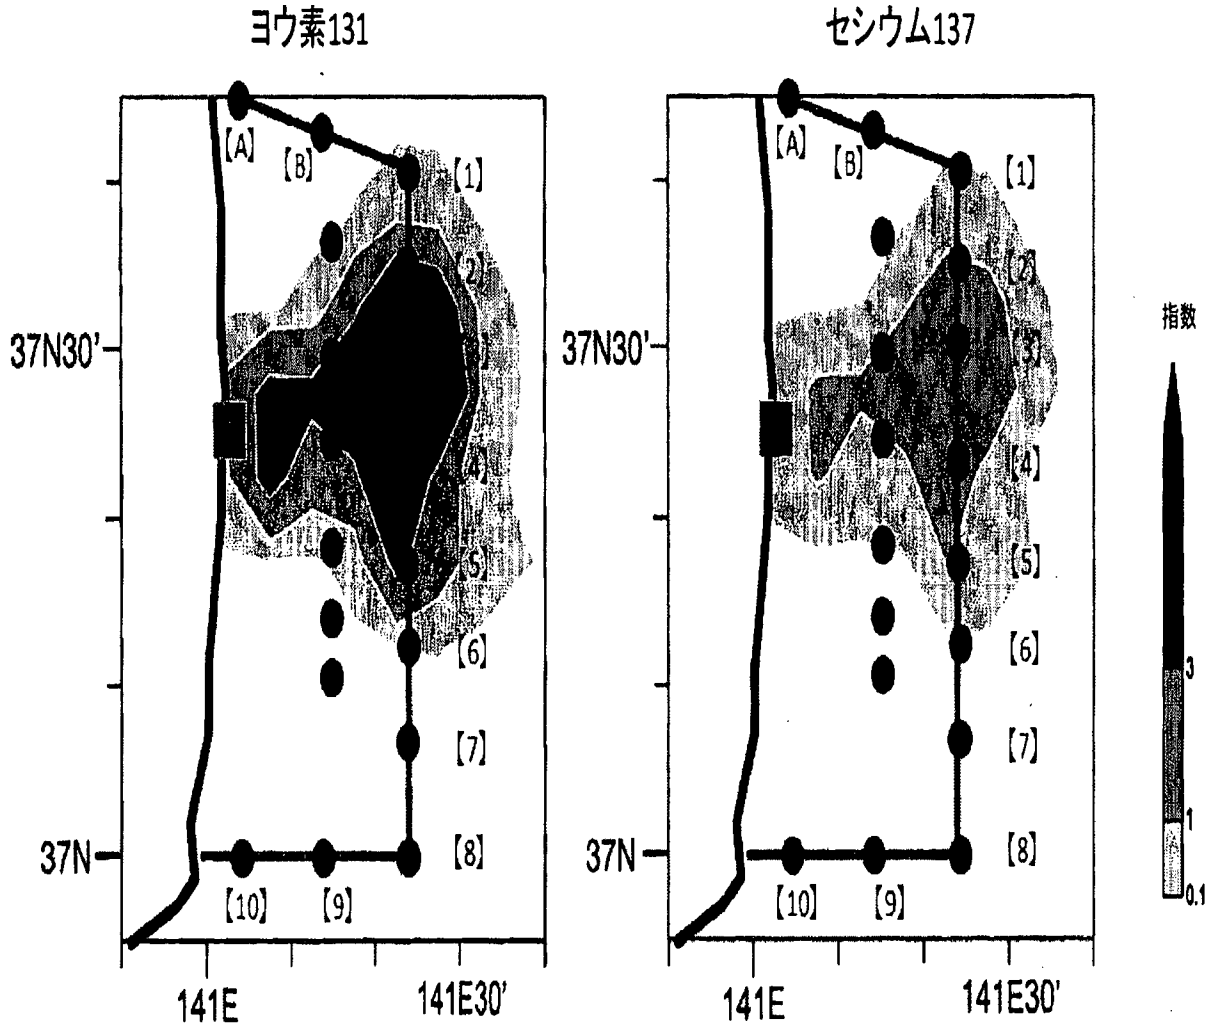 ヨウ素131
【A】
【B】
【1】
【2】
】
【4】
【5】
【6】
【7】
【8】
【9】
【10】
37N30'
37N
141E
141E30'
セシウム137
【A】
【B】
【1】
【2】
【3】
【4】
【5】
【6】
【7】
【8】
【9】
【10】
37N30'
37N
141E
141E30'
指数
3
1
0.1